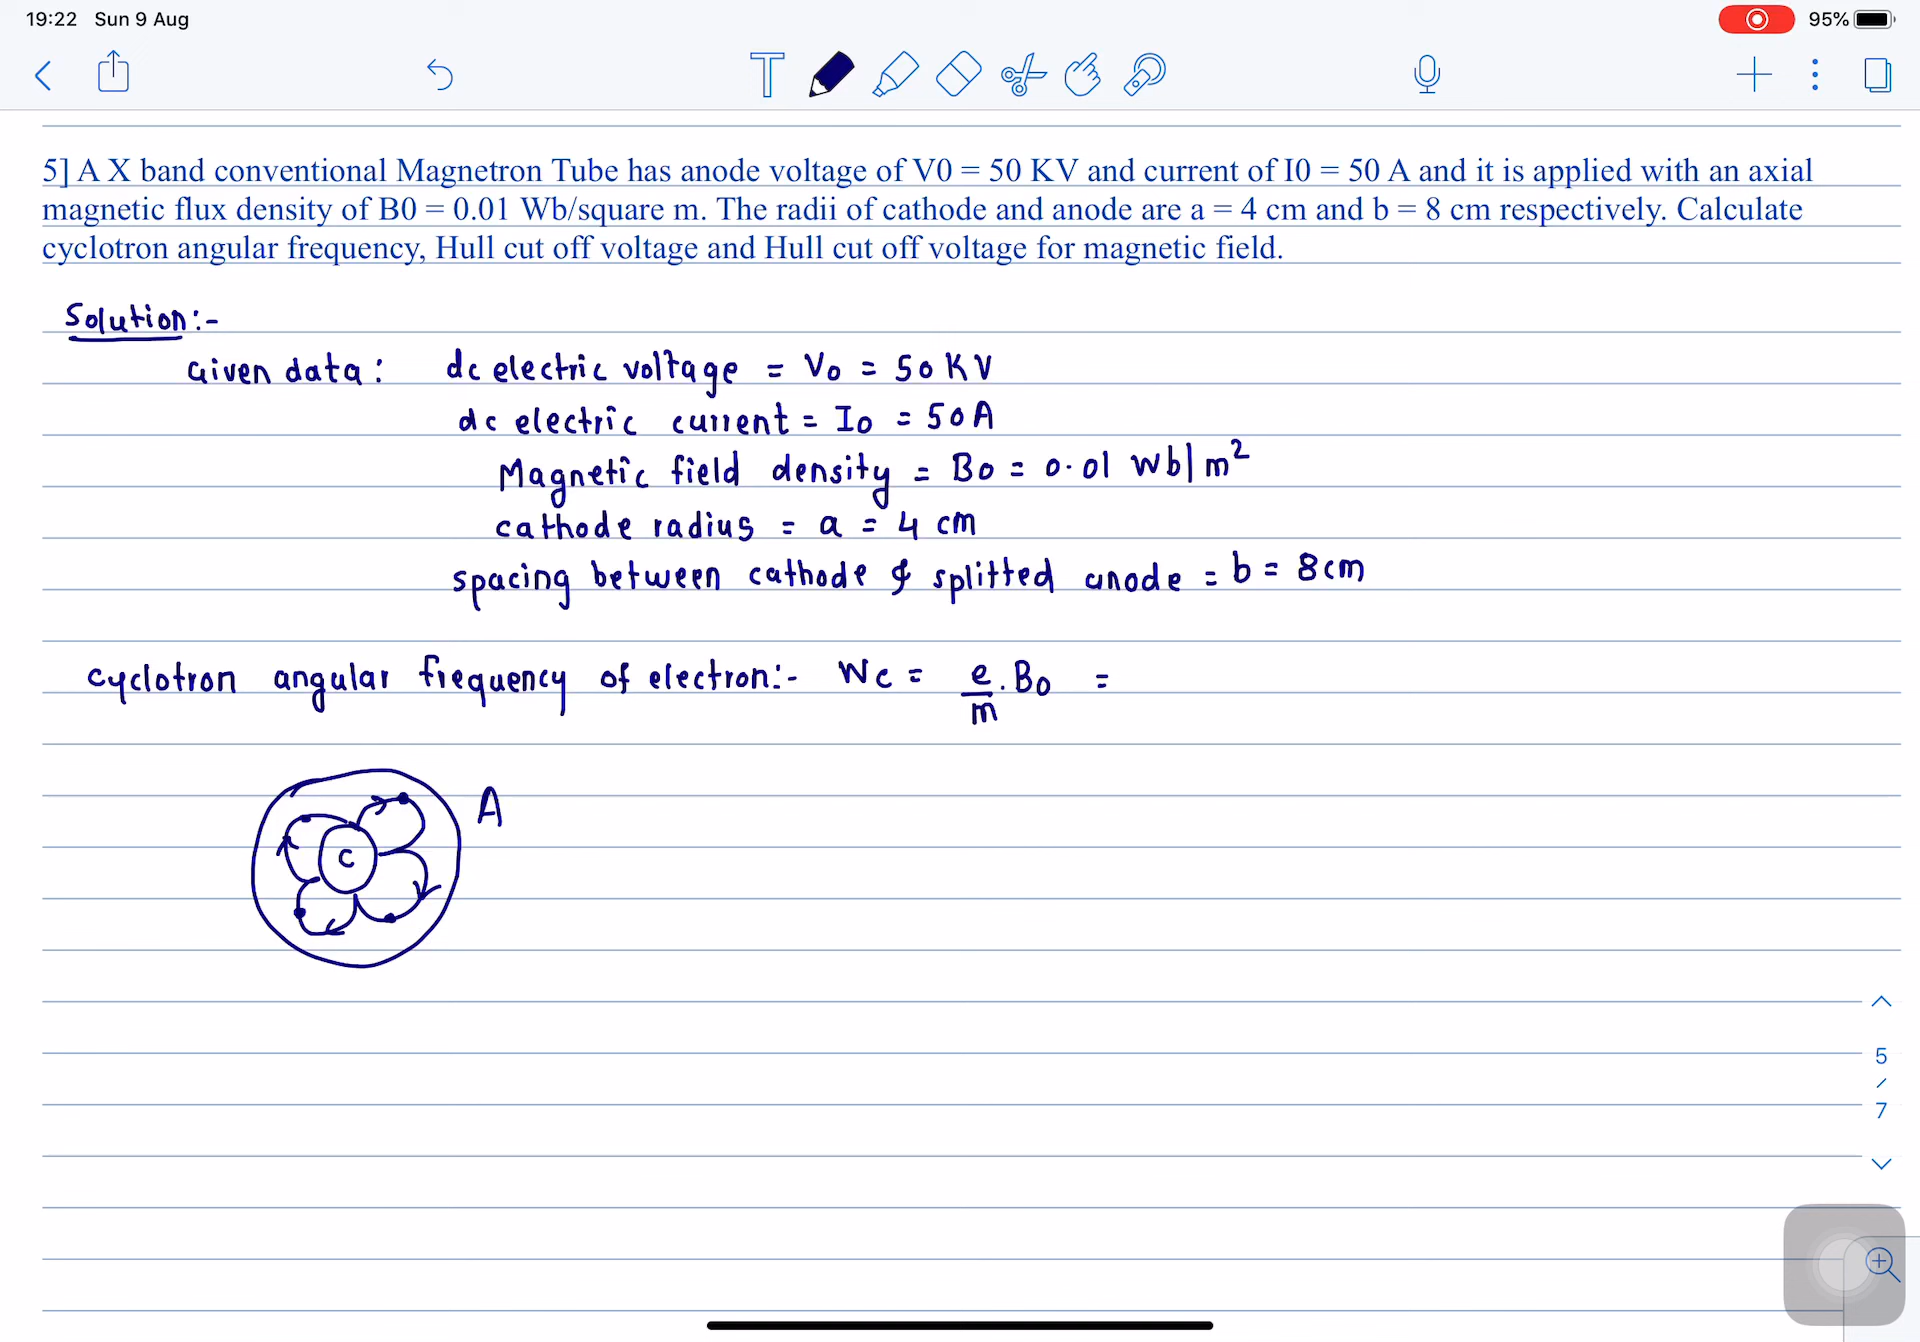 19:22 Sun 9 Aug
95%
T
5] A X band conventional Magnetron Tube has anode voltage of V0 = 50 KV and current of I0 = 50 A and it is applied with an axial
magnetic flux density of B0 = 0.01 Wb/square m. The radii of cathode and anode are a = 4 cm and b = 8 cm respectively. Calculate
cyclotron angular frequency, Hull cut off voltage and Hull cut off voltage for magnetic field.
Solution:-
Given data: dc electric voltage = Vo = 50 KV
dc electric current = Io = 50A
Magnetic field density = Bo = 0.01 Wb|m²
cathode radius = a = 4 cm
spacing between cathode & splitted anode = b = 8cm
cyclotron angular frequency of electron:- Wc = e/m . Bo =
A
C
5
/
7